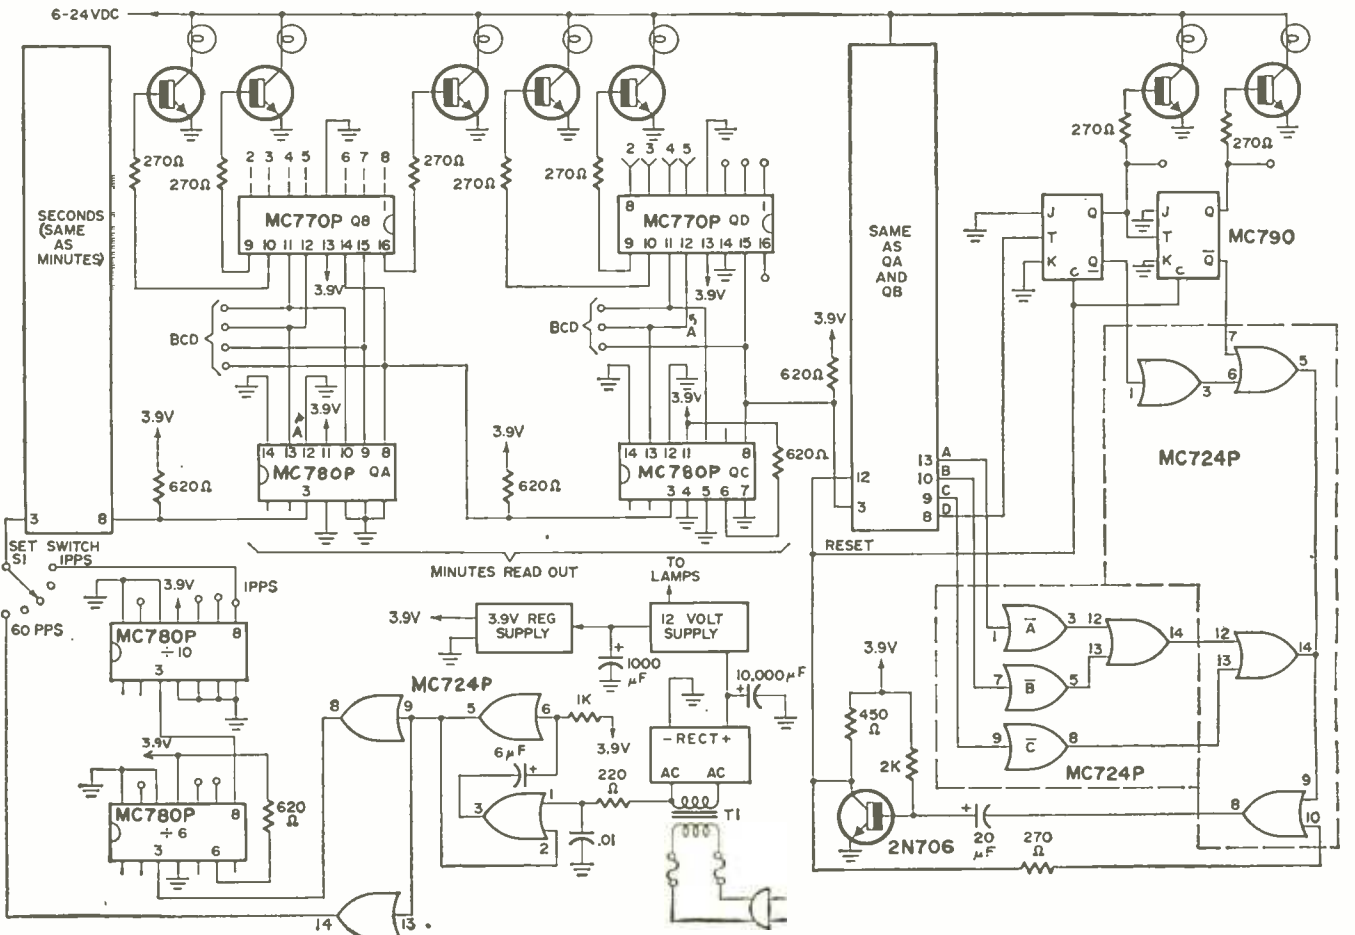 6-24VDC
270Ω
270Ω
270Ω
270Ω
270Ω
270Ω
270Ω
2 3 4 5 6 7 8
1
MC770P QB
9 10 11 12 13 14 15 16
3.9V
2 3 4 5
8 1
MC770P QD
9 10 11 12 13 14 15 16
3.9V
SECONDS
(SAME
AS
MINUTES)
3 8
BCD
BCD
A
A
SAME
AS
QA
AND
QB
12
3
13 A
10 B
9 C
8 D
J Q
T
K Q
C
J Q
T
K Q
C
MC790
3.9V
620Ω
3.9V
14 13 12 11 10 9 8
MC780P QA
3
3.9V
620Ω
3.9V
14 13 12 11 8
MC780P QC
3 4 5 6 7
3.9V
620Ω
620Ω
7
6 5
1 3
MC724P
SET SWITCH
S1 1PPS
1PPS
60 PPS
MINUTES READ OUT
RESET
3.9V
MC780P 8
÷10
3
3.9V
MC780P 8
÷6
3 6
620
Ω
TO
LAMPS
3.9V
3.9V REG
SUPPLY
12 VOLT
SUPPLY
1000
μF
10,000μF
MC724P
8 9
5 6
1K
3.9V
6μF
3 1
2
220
Ω
.01
-RECT+
AC AC
T1
14 13
3.9V
450
Ω
2K
2N706
20
μF
270
Ω
A
1 3
B
7 5
C
9 8
12
13 14
12
13 14
MC724P
8 9
10